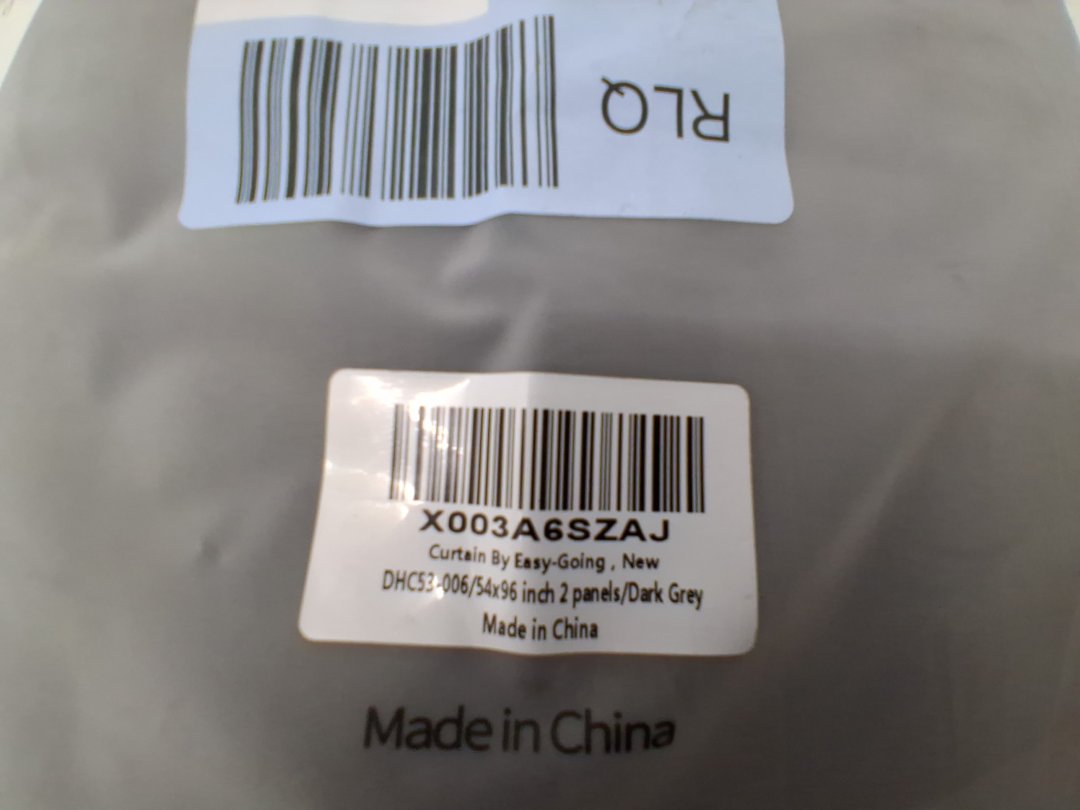 RLQ
X003A6SZAJ
Curtain By Easy-Going , New
DHC53-006/54x96 inch 2 panels/Dark Grey
Made in China
Made in China